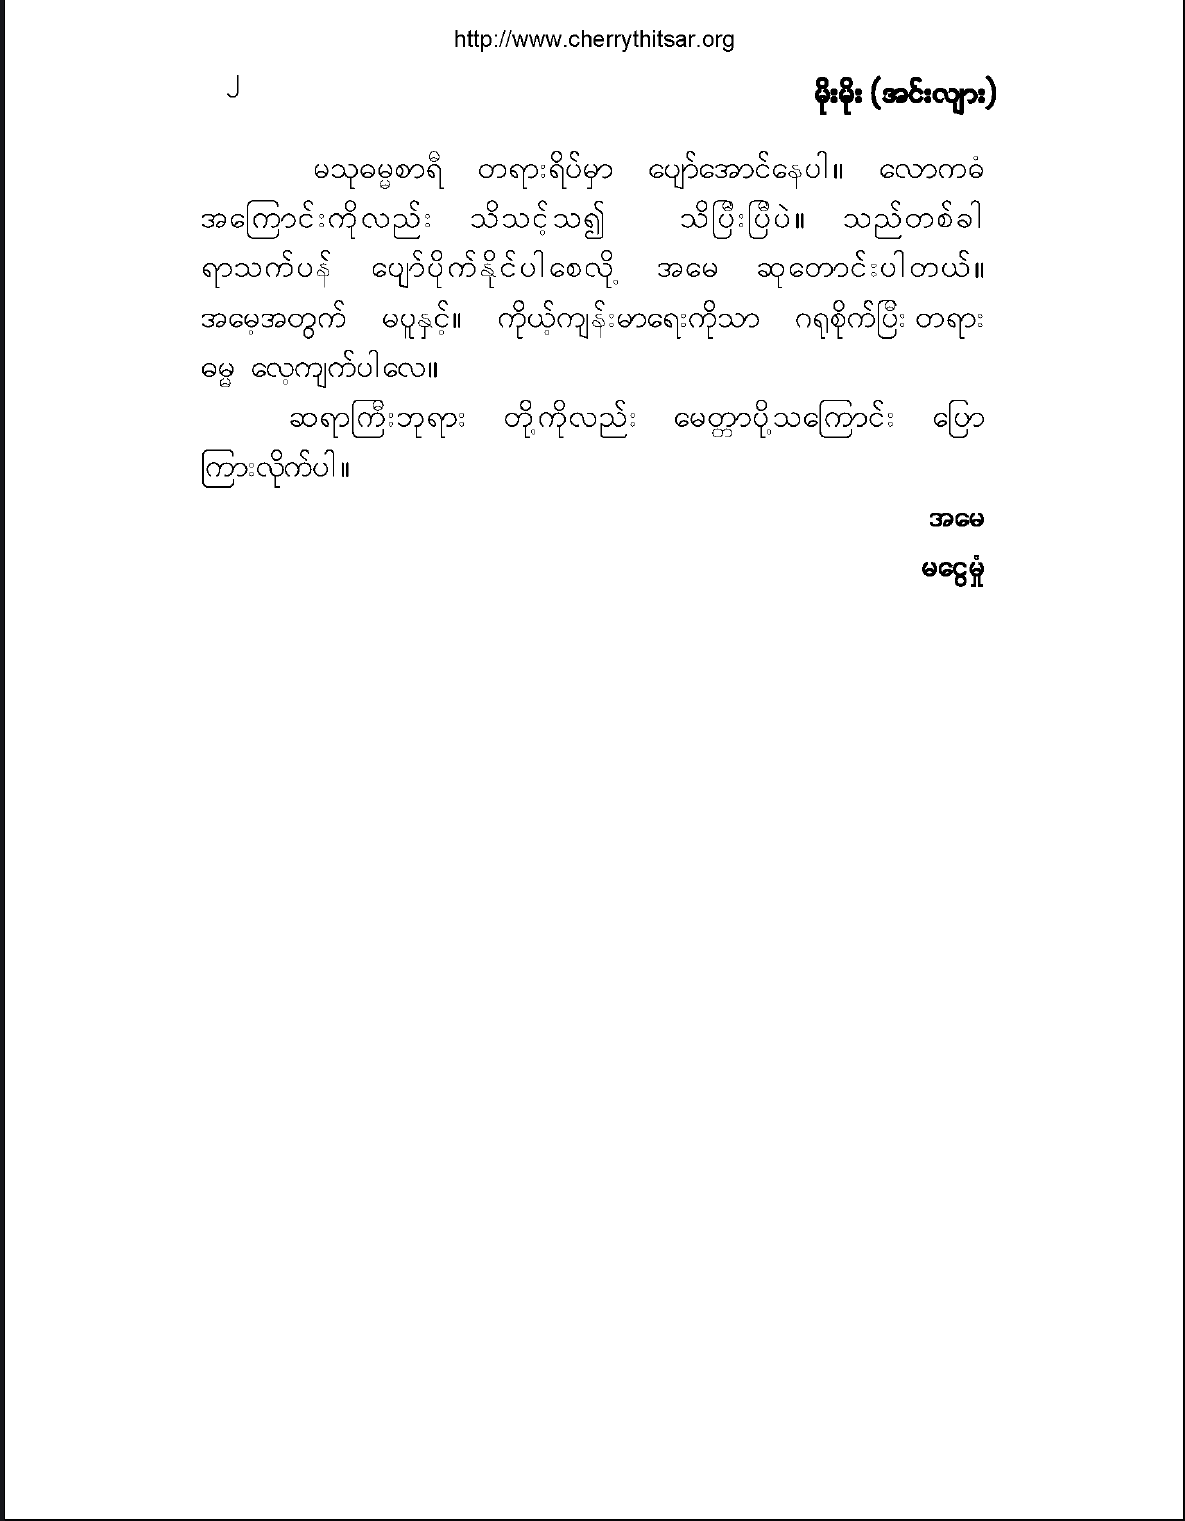 http://www.cherrythitsar.org
၂ မိုးမိုး (အင်းလျား)
မသုဓမ္မစာရီ တရားရိပ်မှာ ပျော်အောင်နေပါ။ လောကဓံ
အကြောင်းကိုလည်း သိသင့်သ၍ သိပြီးပြီပဲ။ သည်တစ်ခါ
ရာသက်ပန် ပျော်ပိုက်နိုင်ပါစေလို့ အမေ ဆုတောင်းပါတယ်။
အမေ့အတွက် မပူနှင့်။ ကိုယ့်ကျန်းမာရေးကိုသာ ဂရုစိုက်ပြီး တရား
ဓမ္မ လေ့ကျက်ပါလေ။
ဆရာကြီးဘုရား တို့ကိုလည်း မေတ္တာပို့သကြောင်း ပြော
ကြားလိုက်ပါ။
အမေ
မငွေမှုံ